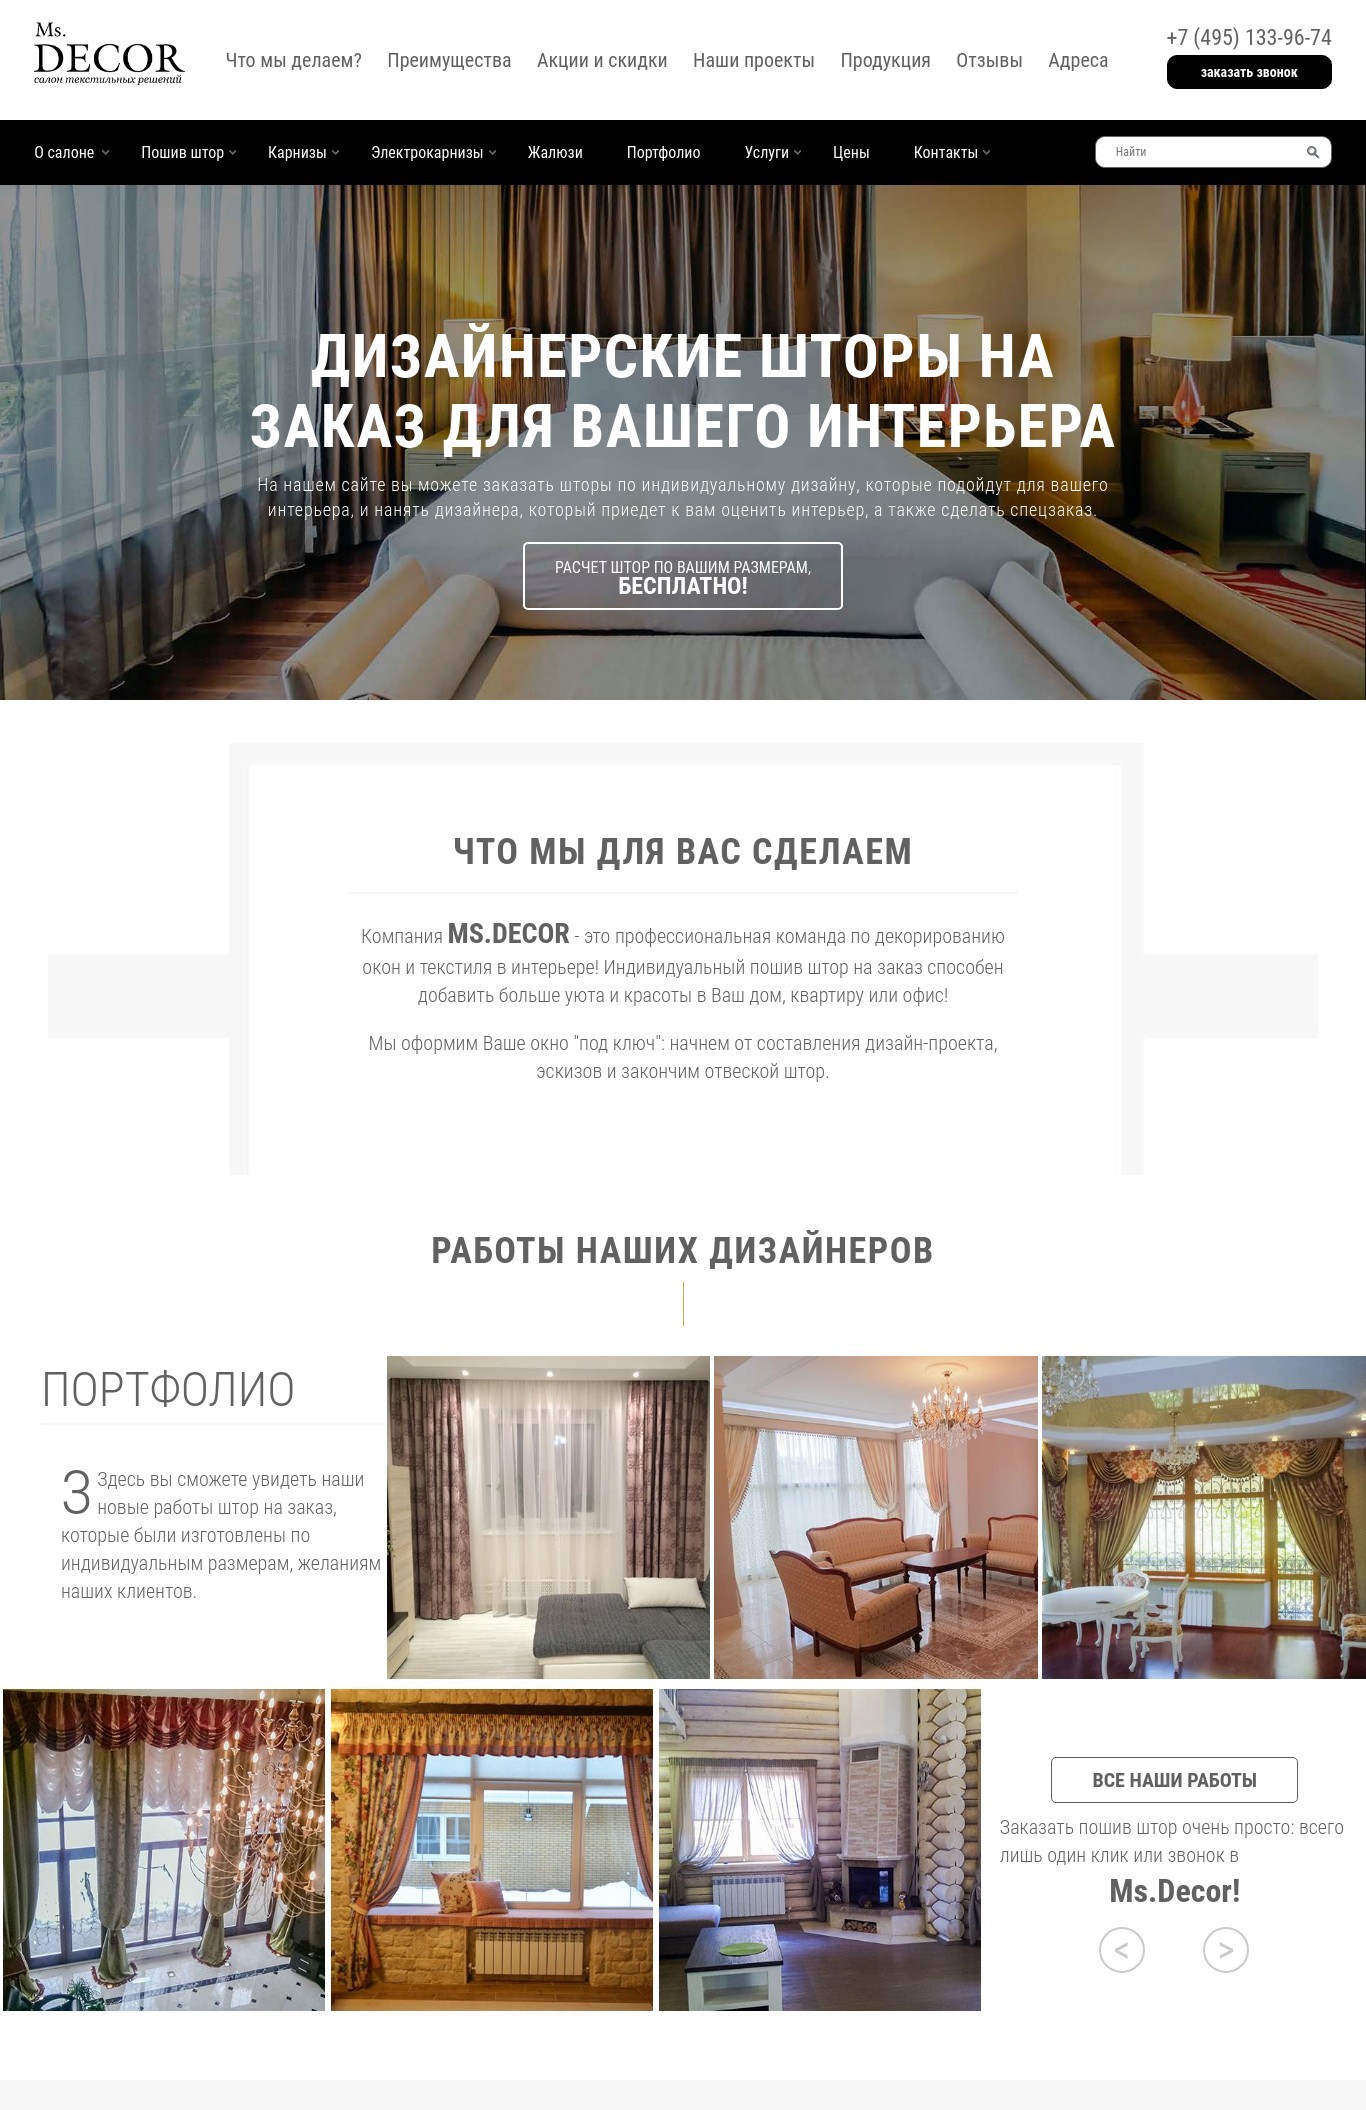 Ms.
DECOR
салон текстильных решений
Что мы делаем? Преимущества Акции и скидки Наши проекты Продукция Отзывы Адреса
+7 (495) 133-96-74
заказать звонок
О салоне Пошив штор Карнизы Электрокарнизы Жалюзи Портфолио Услуги Цены Контакты Найти
ДИЗАЙНЕРСКИЕ ШТОРЫ НА
ЗАКАЗ ДЛЯ ВАШЕГО ИНТЕРЬЕРА
На нашем сайте вы можете заказать шторы по индивидуальному дизайну, которые подойдут для вашего
интерьера, и нанять дизайнера, который приедет к вам оценить интерьер, а также сделать спецзаказ.
РАСЧЕТ ШТОР ПО ВАШИМ РАЗМЕРАМ,
БЕСПЛАТНО!
ЧТО МЫ ДЛЯ ВАС СДЕЛАЕМ
Компания MS.DECOR - это профессиональная команда по декорированию
окон и текстиля в интерьере! Индивидуальный пошив штор на заказ способен
добавить больше уюта и красоты в Ваш дом, квартиру или офис!
Мы оформим Ваше окно "под ключ": начнем от составления дизайн-проекта,
эскизов и закончим отвеской штор.
РАБОТЫ НАШИХ ДИЗАЙНЕРОВ
ПОРТФОЛИО
З Здесь вы сможете увидеть наши
новые работы штор на заказ,
которые были изготовлены по
индивидуальным размерам, желаниям
наших клиентов.
ВСЕ НАШИ РАБОТЫ
Заказать пошив штор очень просто: всего
лишь один клик или звонок в
Ms.Decor!
< >